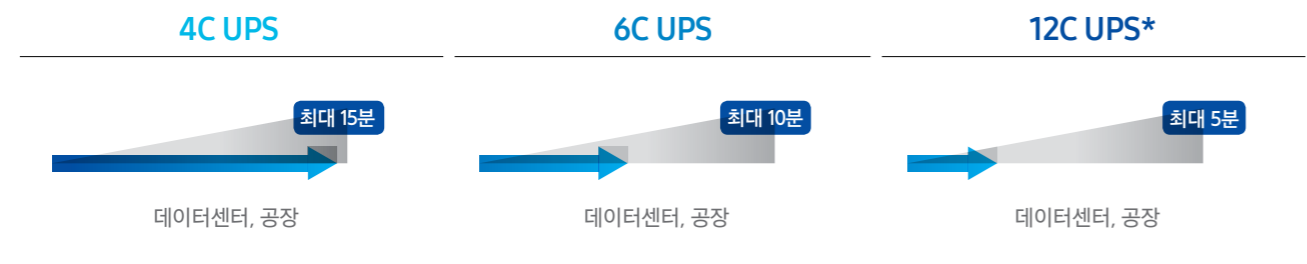 4C UPS
6C UPS
12C UPS*
최대 15분
최대 10분
최대 5분
데이터센터, 공장
데이터센터, 공장
데이터센터, 공장